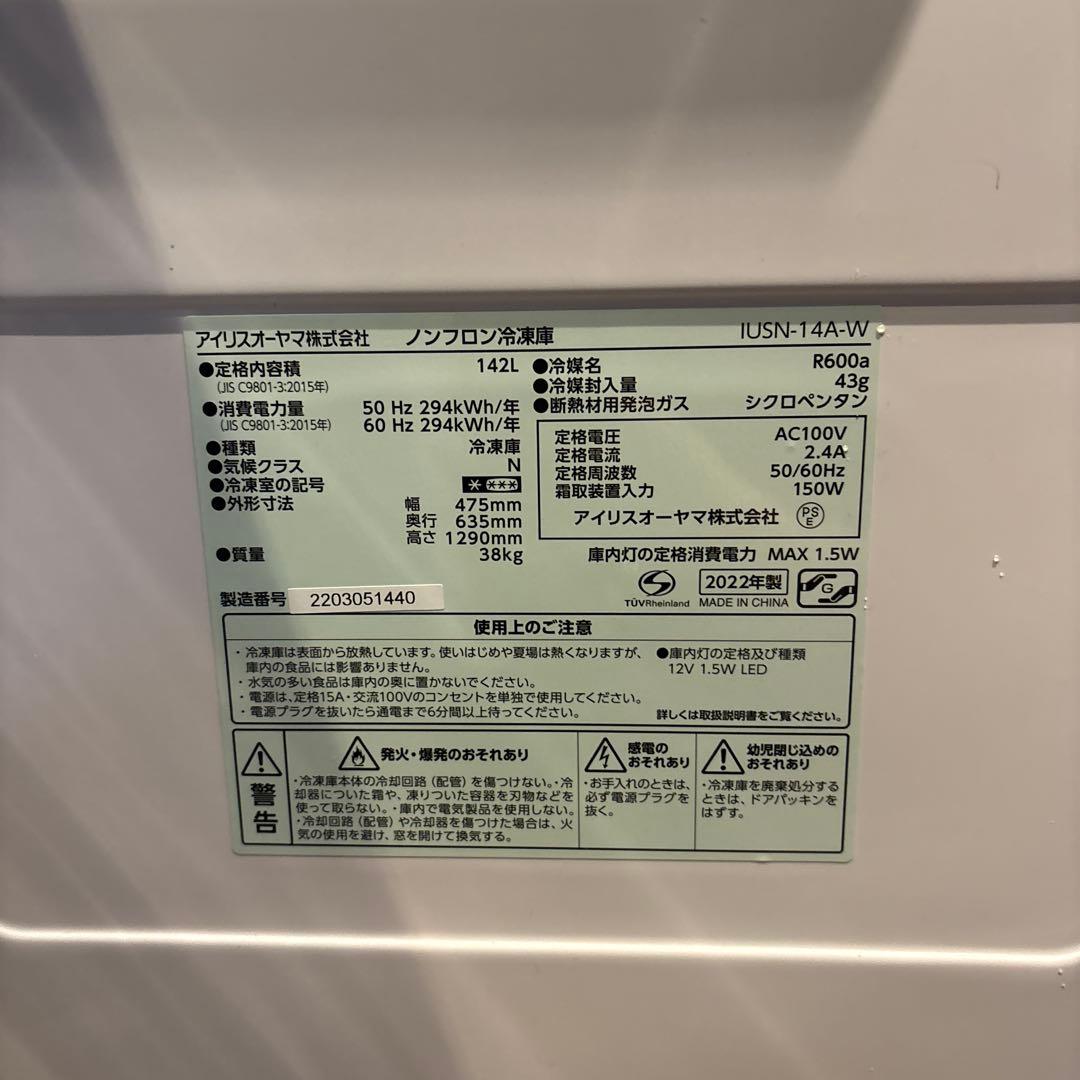 アイリスオーヤマ株式会社 ノンフロン冷凍庫 IUSN-14A-W
●定格内容積 142L
(JIS C9801-3:2015年)
●消費電力量 50 Hz 294kWh/年
(JIS C9801-3:2015年) 60 Hz 294kWh/年
●種類 冷凍庫
●気候クラス N
●冷凍室の記号
●外形寸法 幅 475mm
奥行 635mm
高さ 1290mm
●質量 38kg
●冷媒名 R600a
●冷媒封入量 43g
●断熱材用発泡ガス シクロペンタン
定格電圧 AC100V
定格電流 2.4A
定格周波数 50/60Hz
霜取装置入力 150W
アイリスオーヤマ株式会社 PSE
庫内灯の定格消費電力 MAX 1.5W
製造番号 2203051440
TÜVRheinland
2022年製
MADE IN CHINA
G
使用上のご注意
・冷凍庫は表面から放熱しています。使いはじめや夏場は熱くなりますが、
庫内の食品には影響ありません。
・水気の多い食品は庫内の奥に置かないでください。
・電源は、定格15A・交流100Vのコンセントを単独で使用してください。
・電源プラグを抜いたら通電まで6分間以上待ってください。
●庫内灯の定格及び種類
12V 1.5W LED
詳しくは取扱説明書をご覧ください。
警告
発火・爆発のおそれあり
・冷凍庫本体の冷却回路（配管）を傷つけない。・冷
却器についた霜や、凍りついた容器を刃物などを
使って取らない。・庫内で電気製品を使用しない。
・冷却回路（配管）や冷却器を傷つけた場合は、火
気の使用を避け、窓を開けて換気する。
感電の
おそれあり
・お手入れのときは、
必ず電源プラグを
抜く。
幼児閉じ込めの
おそれあり
・冷凍庫を廃棄処分する
ときは、ドアパッキンを
はずす。